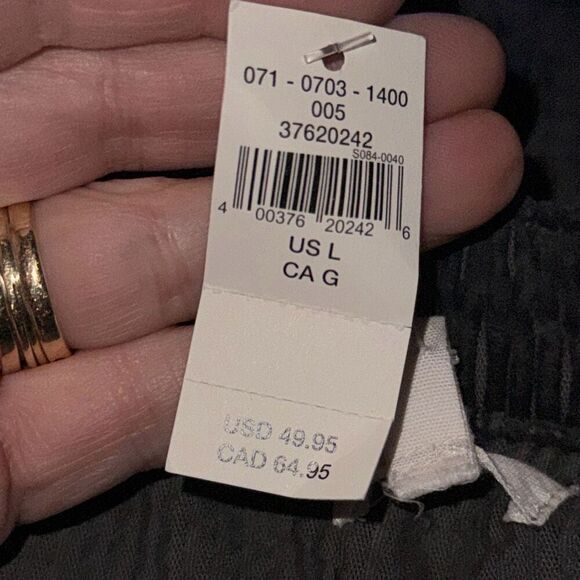 071 - 0703 - 1400
005
37620242
S084-0040
4 00376 20242 6
US L
CA G
USD 49.95
CAD 64.95